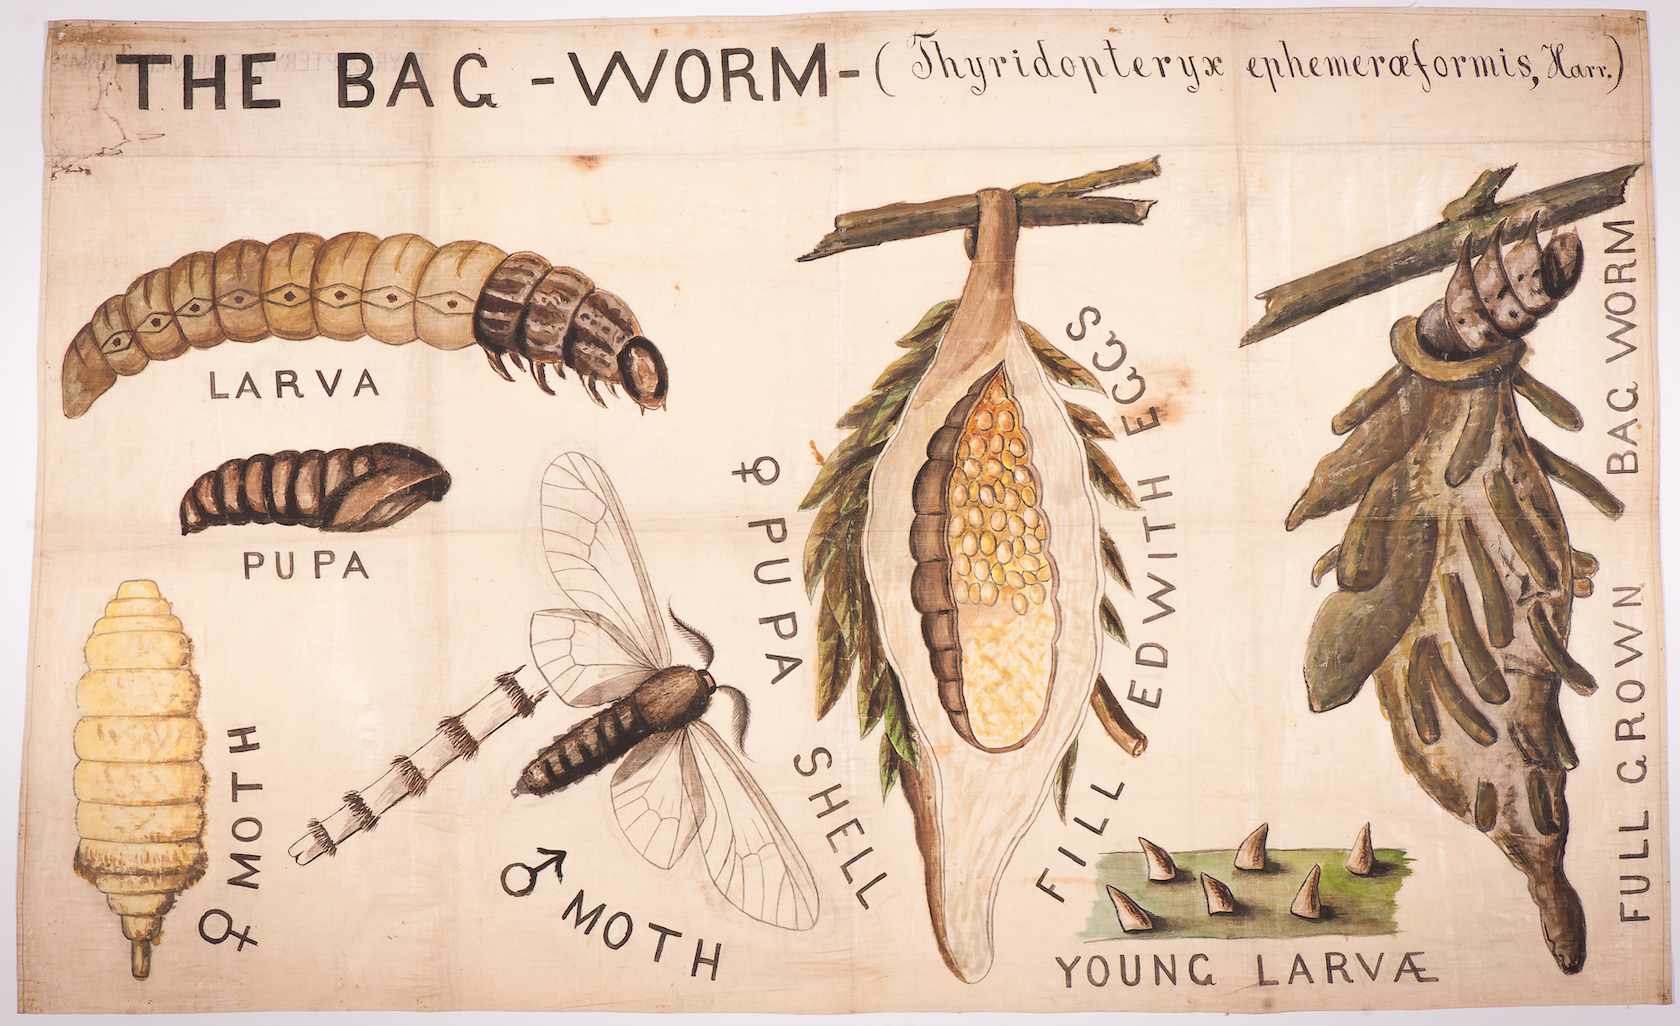 THE BAG-WORM-(Thyridopteryx ephemeræformis, Harr.)
LARVA
PUPA
♀ MOTH
♂ MOTH
♀ PUPA SHELL
FILLED WITH EGGS
YOUNG LARVÆ
FULL GROWN BAG WORM